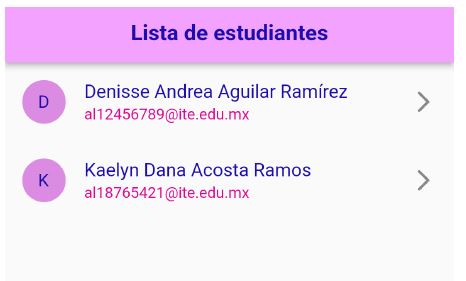 Lista de estudiantes
D
Denisse Andrea Aguilar Ramírez
al12456789@ite.edu.mx
K
Kaelyn Dana Acosta Ramos
al18765421@ite.edu.mx